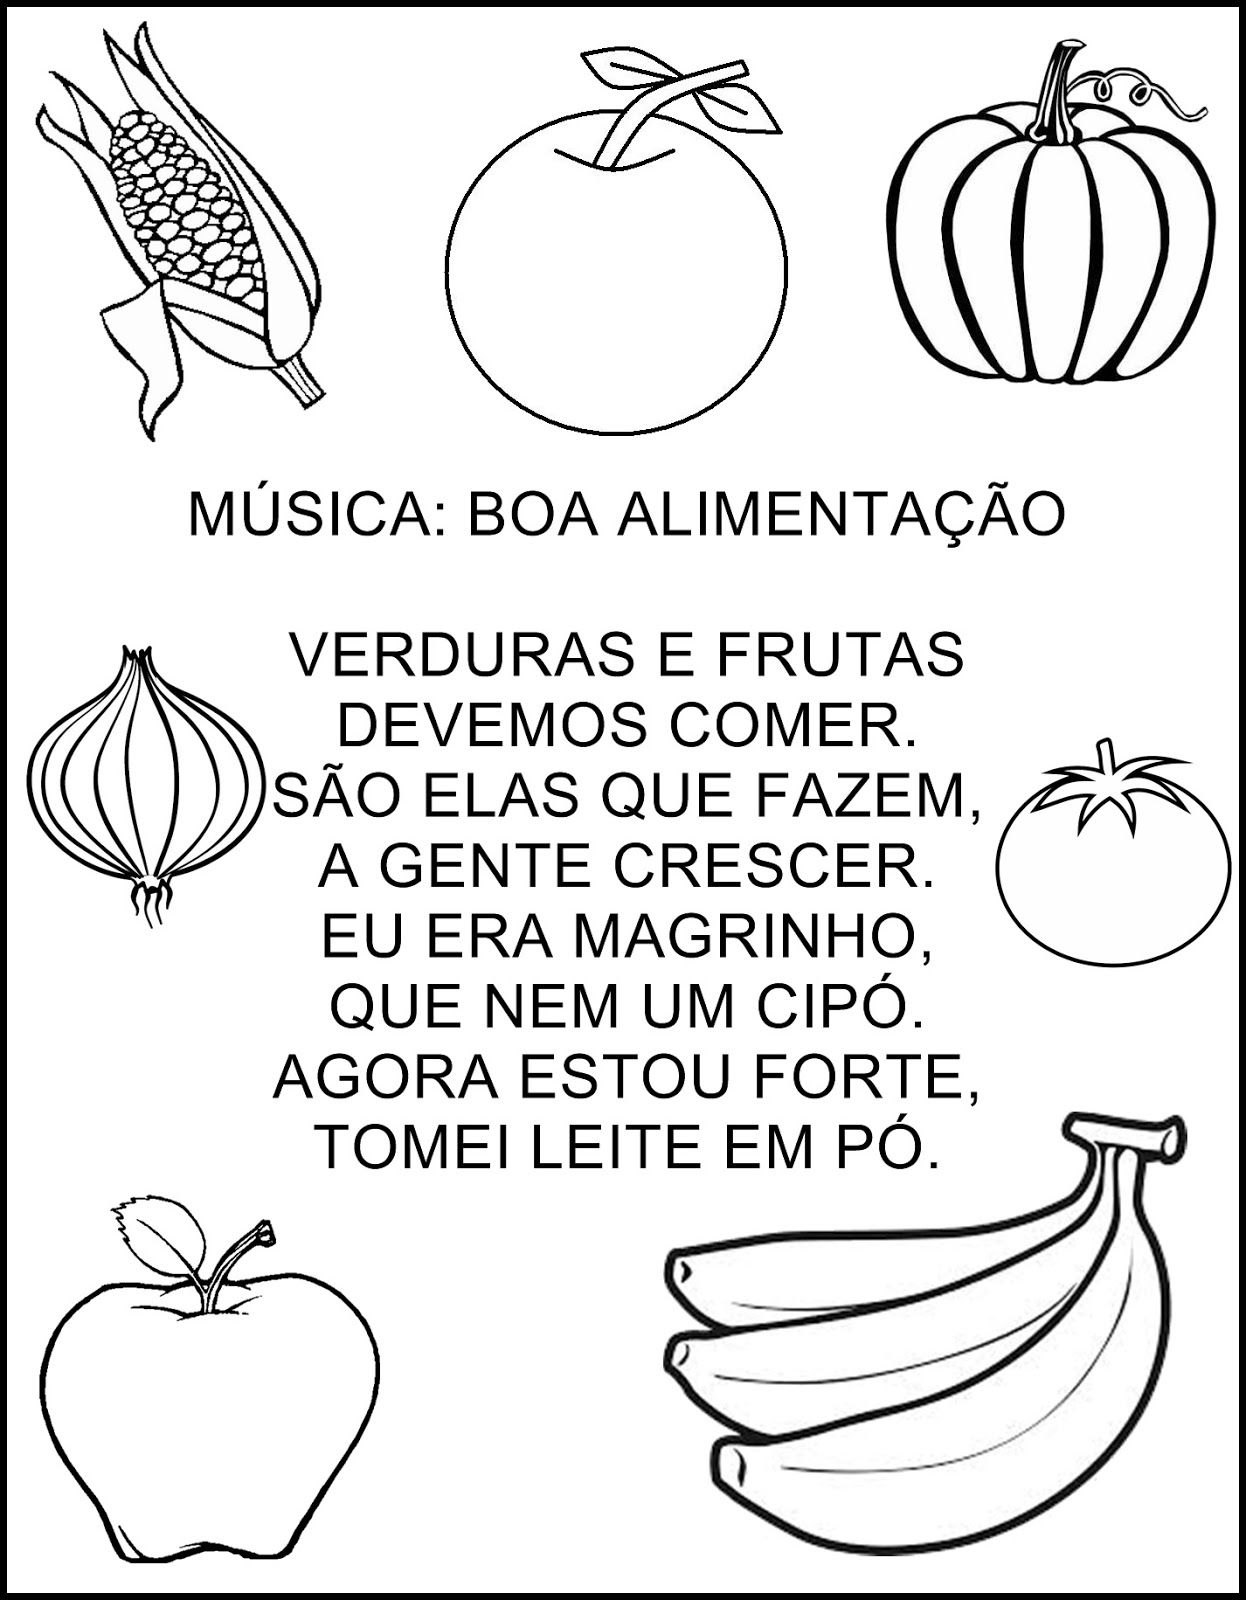 MÚSICA: BOA ALIMENTAÇÃO
VERDURAS E FRUTAS
DEVEMOS COMER.
SÃO ELAS QUE FAZEM,
A GENTE CRESCER.
EU ERA MAGRINHO,
QUE NEM UM CIPÓ.
AGORA ESTOU FORTE,
TOMEI LEITE EM PÓ.